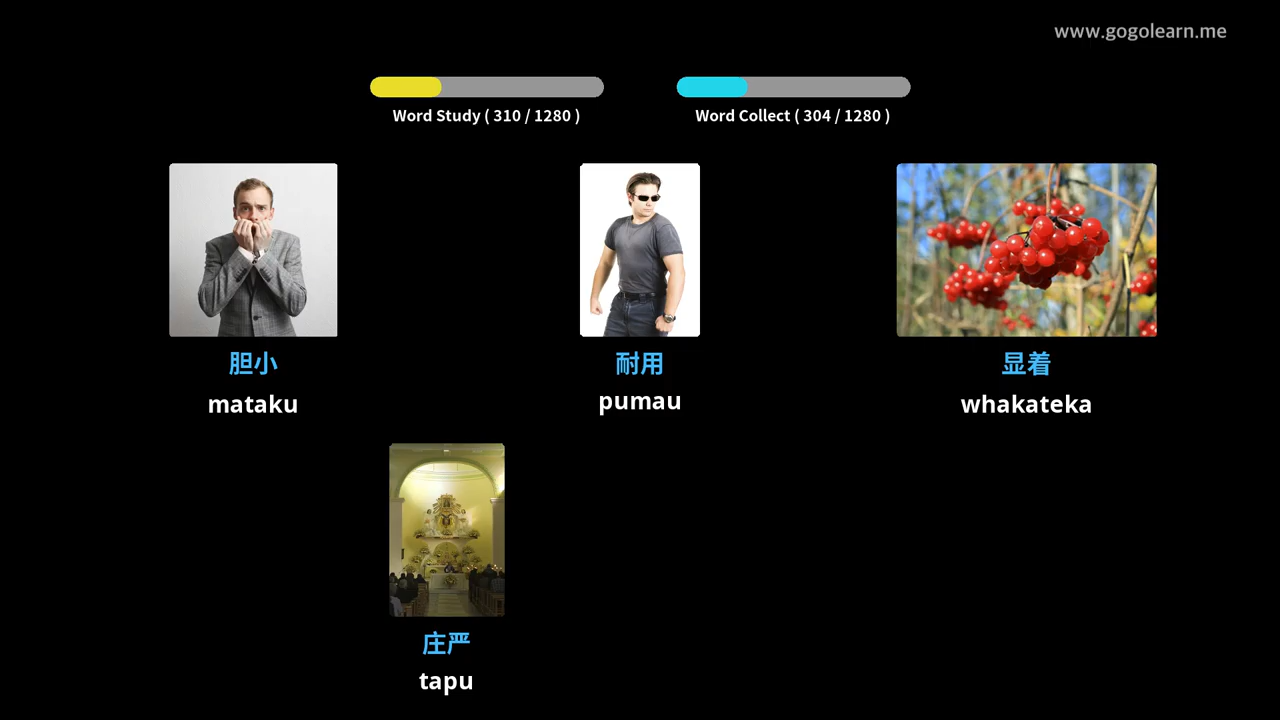 www.gogolearn.me
Word Study ( 310 / 1280 )
Word Collect ( 304 / 1280 )
胆小
mataku
耐用
pumau
显着
whakateka
庄严
tapu